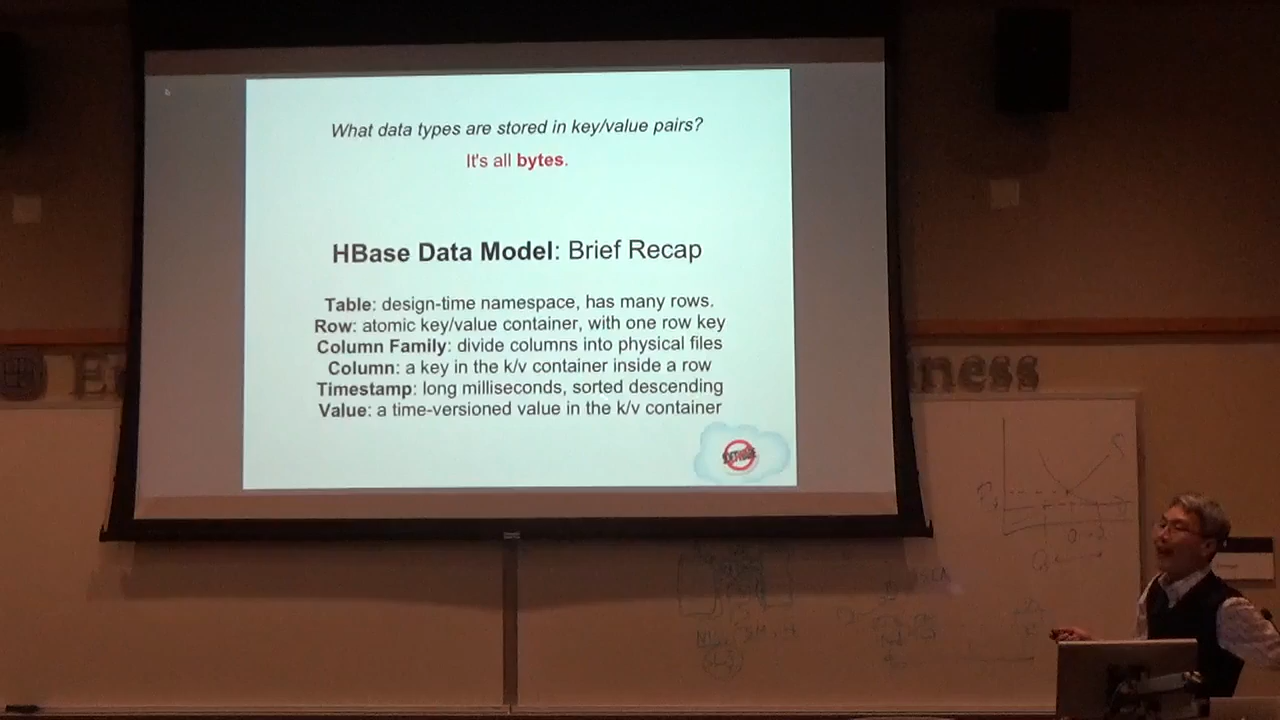 What data types are stored in key/value pairs?
It's all bytes.
HBase Data Model: Brief Recap
Table: design-time namespace, has many rows.
Row: atomic key/value container, with one row key
Column Family: divide columns into physical files
Column: a key in the k/v container inside a row
Timestamp: long milliseconds, sorted descending
Value: a time-versioned value in the k/v container